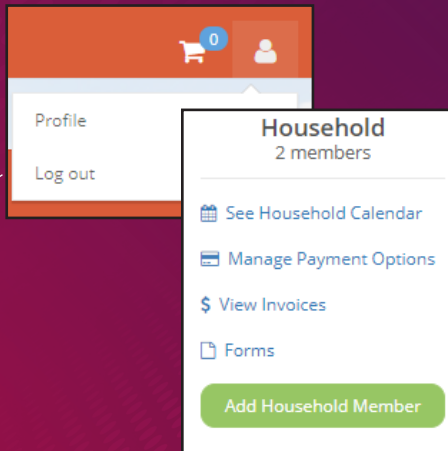 0
Profile
Log out
Household
2 members
See Household Calendar
Manage Payment Options
$ View Invoices
Forms
Add Household Member